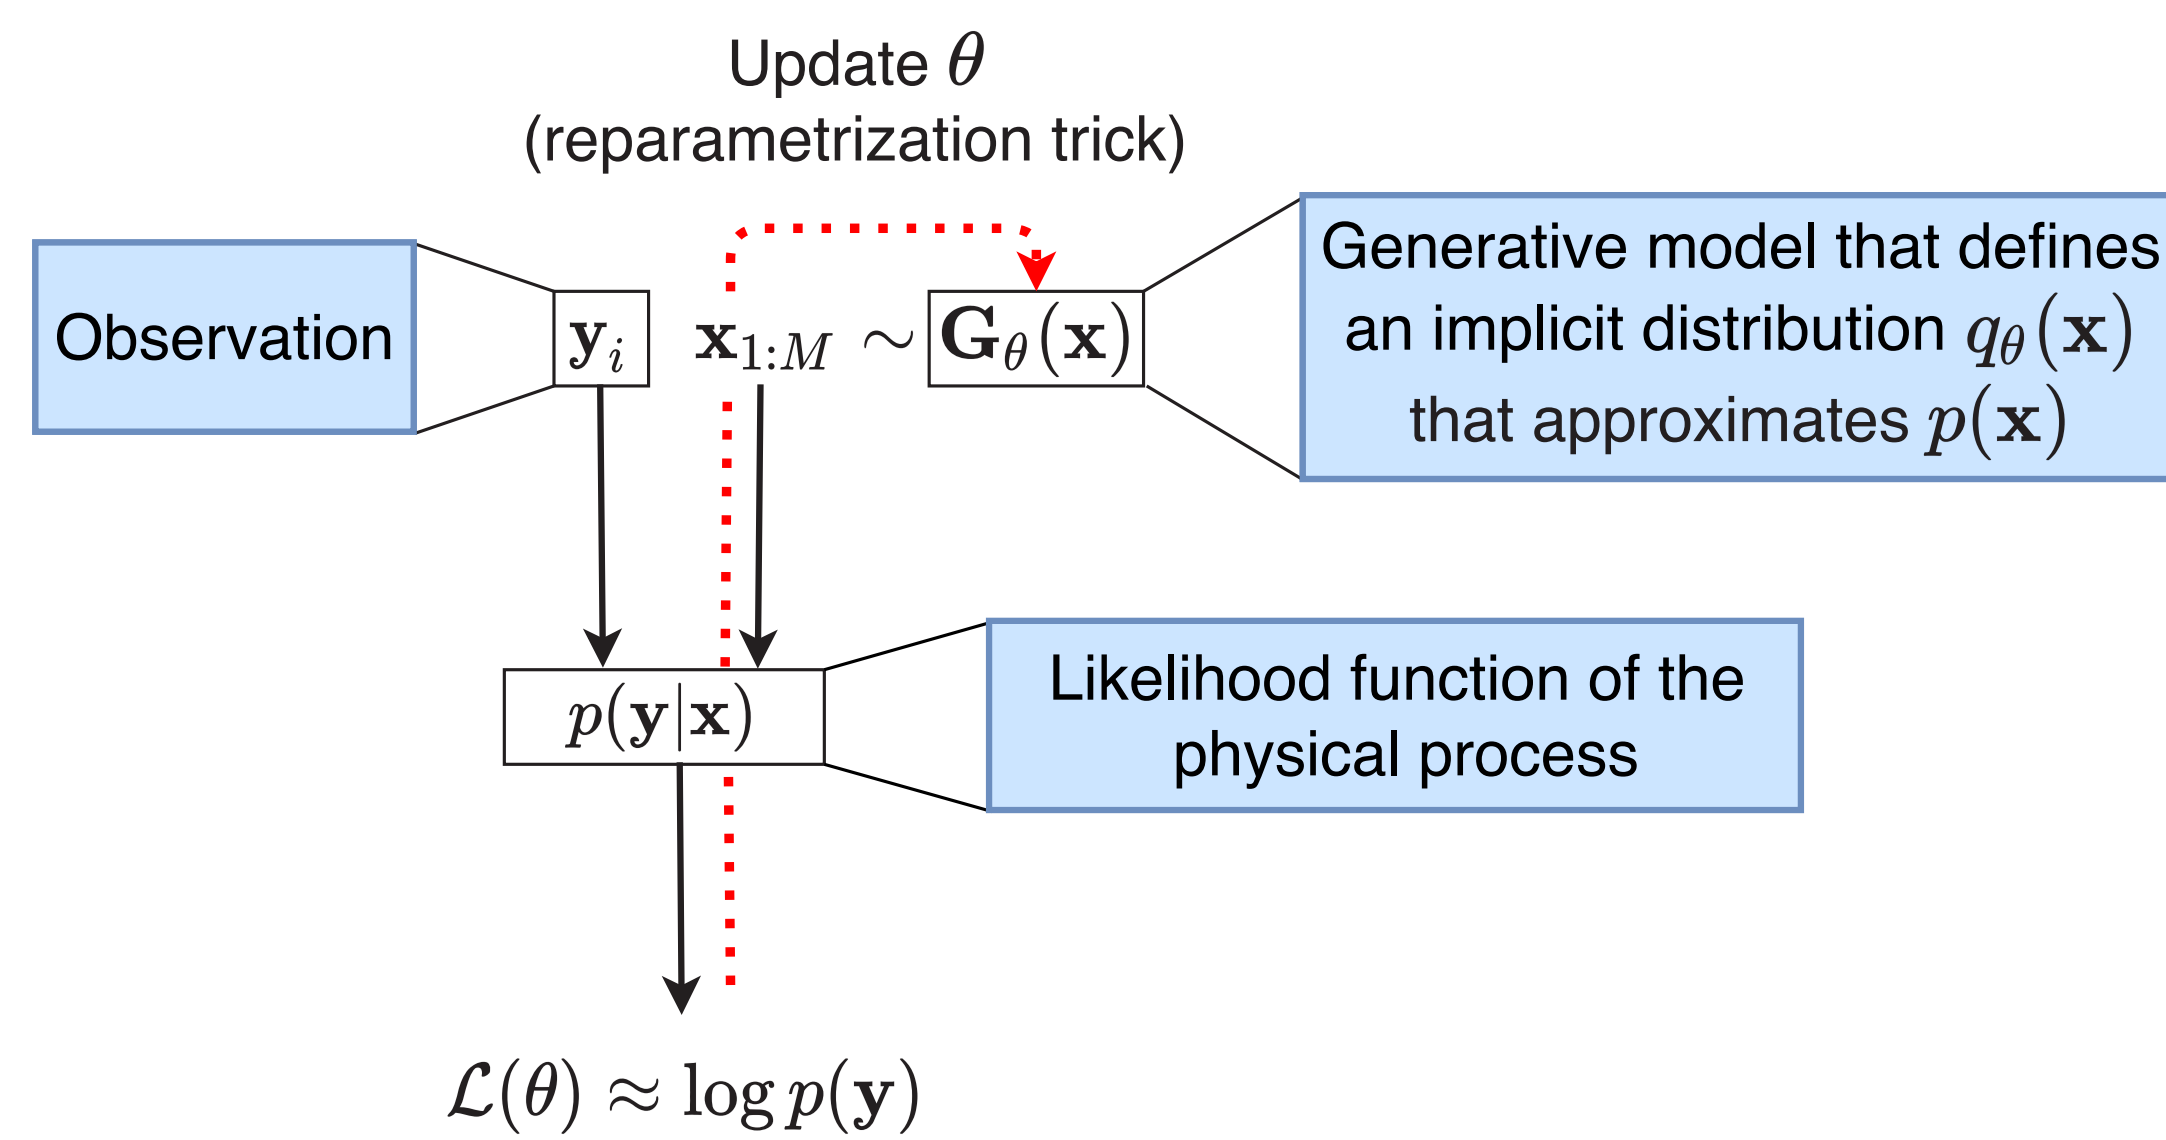 Update θ
(reparametrization trick)
Observation
y_i
x_{1:M} ∼ G_θ(x)
Generative model that defines
an implicit distribution q_θ(x)
that approximates p(x)
p(y|x)
Likelihood function of the
physical process
ℒ(θ) ≈ log p(y)